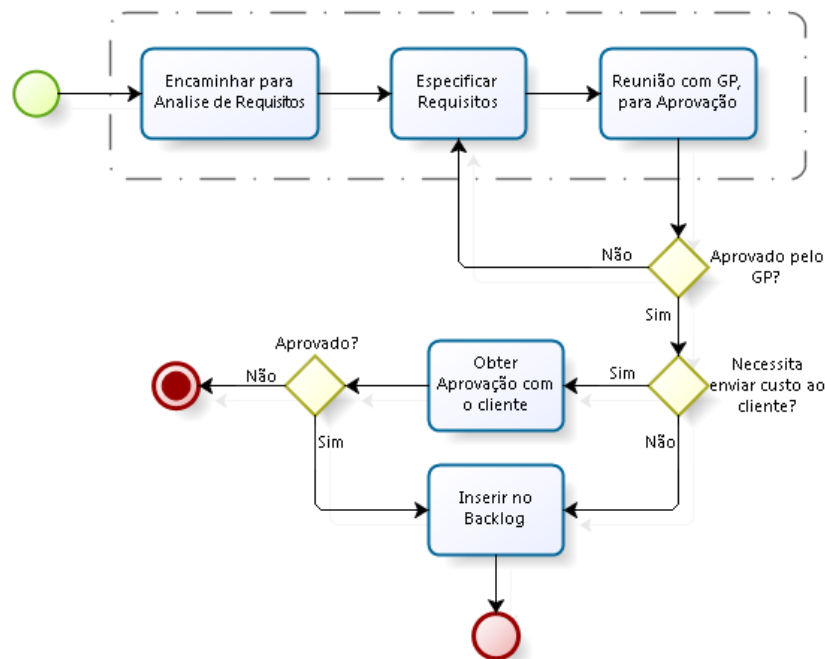 Encaminhar para
Analise de Requisitos
Especificar
Requisitos
Reunião com GP,
para Aprovação
Não
Aprovado pelo
GP?
Sim
Aprovado?
Não
Obter
Aprovação com
o cliente
Sim
Necessita
enviar custo ao
cliente?
Sim
Não
Inserir no
Backlog